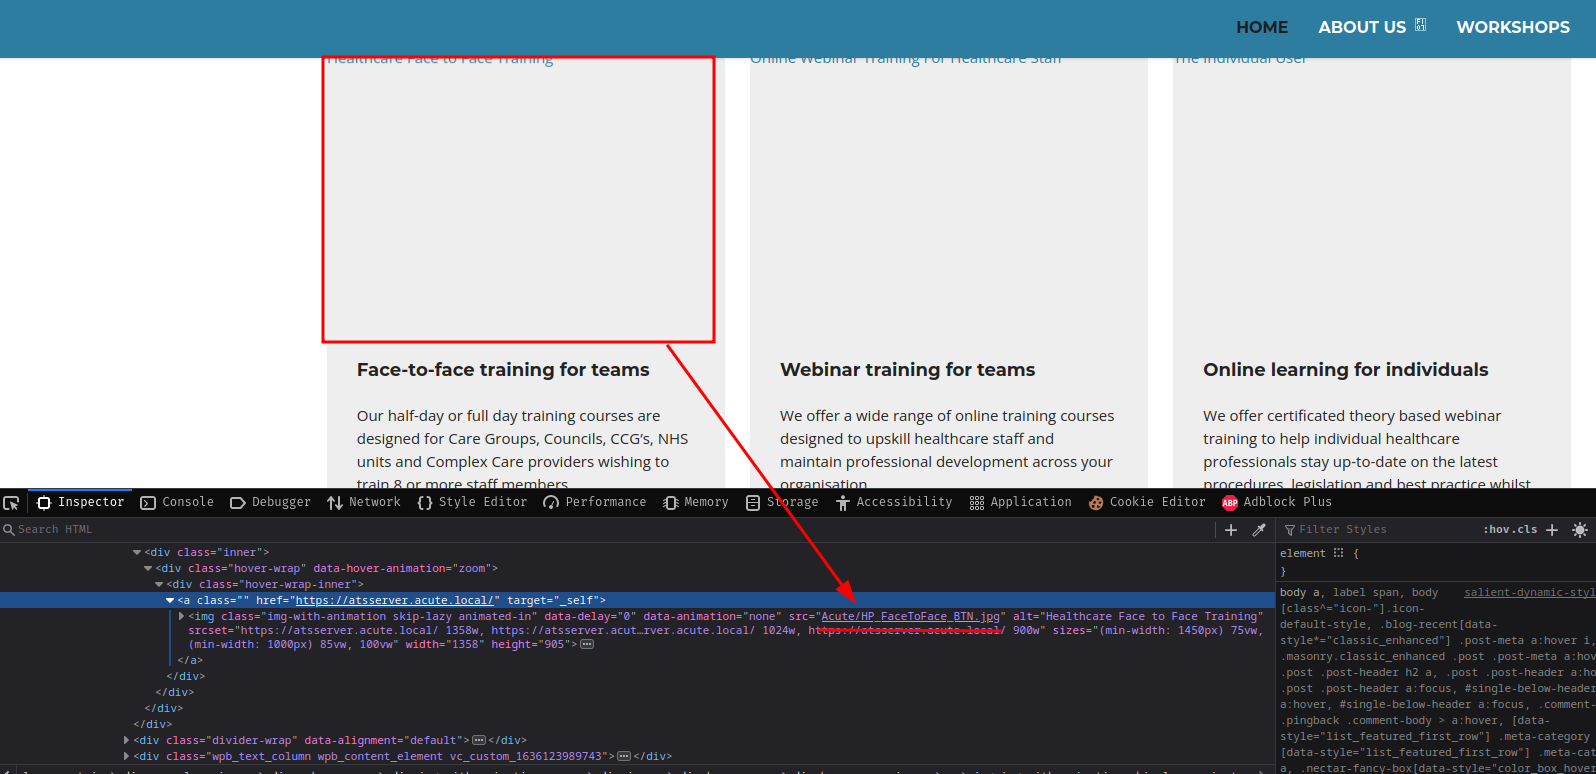 HOME ABOUT US WORKSHOPS
Healthcare Face to Face Training
Online Webinar Training For Healthcare Staff
The Individual User
Face-to-face training for teams
Our half-day or full day training courses are
designed for Care Groups, Councils, CCG’s, NHS
units and Complex Care providers wishing to
train 8 or more staff members
Webinar training for teams
We offer a wide range of online training courses
designed to upskill healthcare staff and
maintain professional development across your
organisation
Online learning for individuals
We offer certificated theory based webinar
training to help individual healthcare
professionals stay up-to-date on the latest
procedures, legislation and best practice whilst
Inspector Console Debugger Network Style Editor Performance Memory Storage Accessibility Application Cookie Editor ABP Adblock Plus
Search HTML
<div class="inner">
<div class="hover-wrap" data-hover-animation="zoom">
<div class="hover-wrap-inner">
<a class="" href="https://atsserver.acute.local/" target="_self">
<img class="img-with-animation skip-lazy animated-in" data-delay="0" data-animation="none" src="Acute/HP_FaceToFace_BTN.jpg" alt="Healthcare Face to Face Training"
srcset="https://atsserver.acute.local/ 1358w, https://atsserver.acut…rver.acute.local/ 1024w, https://atsserver.acute.local/ 900w" sizes="(min-width: 1450px) 75vw,
(min-width: 1000px) 85vw, 100vw" width="1358" height="905">
</a>
</div>
</div>
</div>
</div>
<div class="divider-wrap" data-alignment="default"></div>
<div class="wpb_text_column wpb_content_element vc_custom_1636123989743"></div>
Filter Styles :hov .cls
element {
}
body a, label span, body salient-dynamic-styl
[class^="icon-"].icon-
default-style, .blog-recent[data-
style*="classic_enhanced"] .post-meta a:hover i,
.masonry.classic_enhanced .post .post-meta a:hov
.post .post-header h2 a, .post .post-header a:ho
.post .post-header a:focus, #single-below-header
a:hover, #single-below-header a:focus, .comment-
.pingback .comment-body > a:hover, [data-
style="list_featured_first_row"] .meta-category
[data-style="list_featured_first_row"] .meta-cat
a, .nectar-fancy-box[data-style="color_box_hover